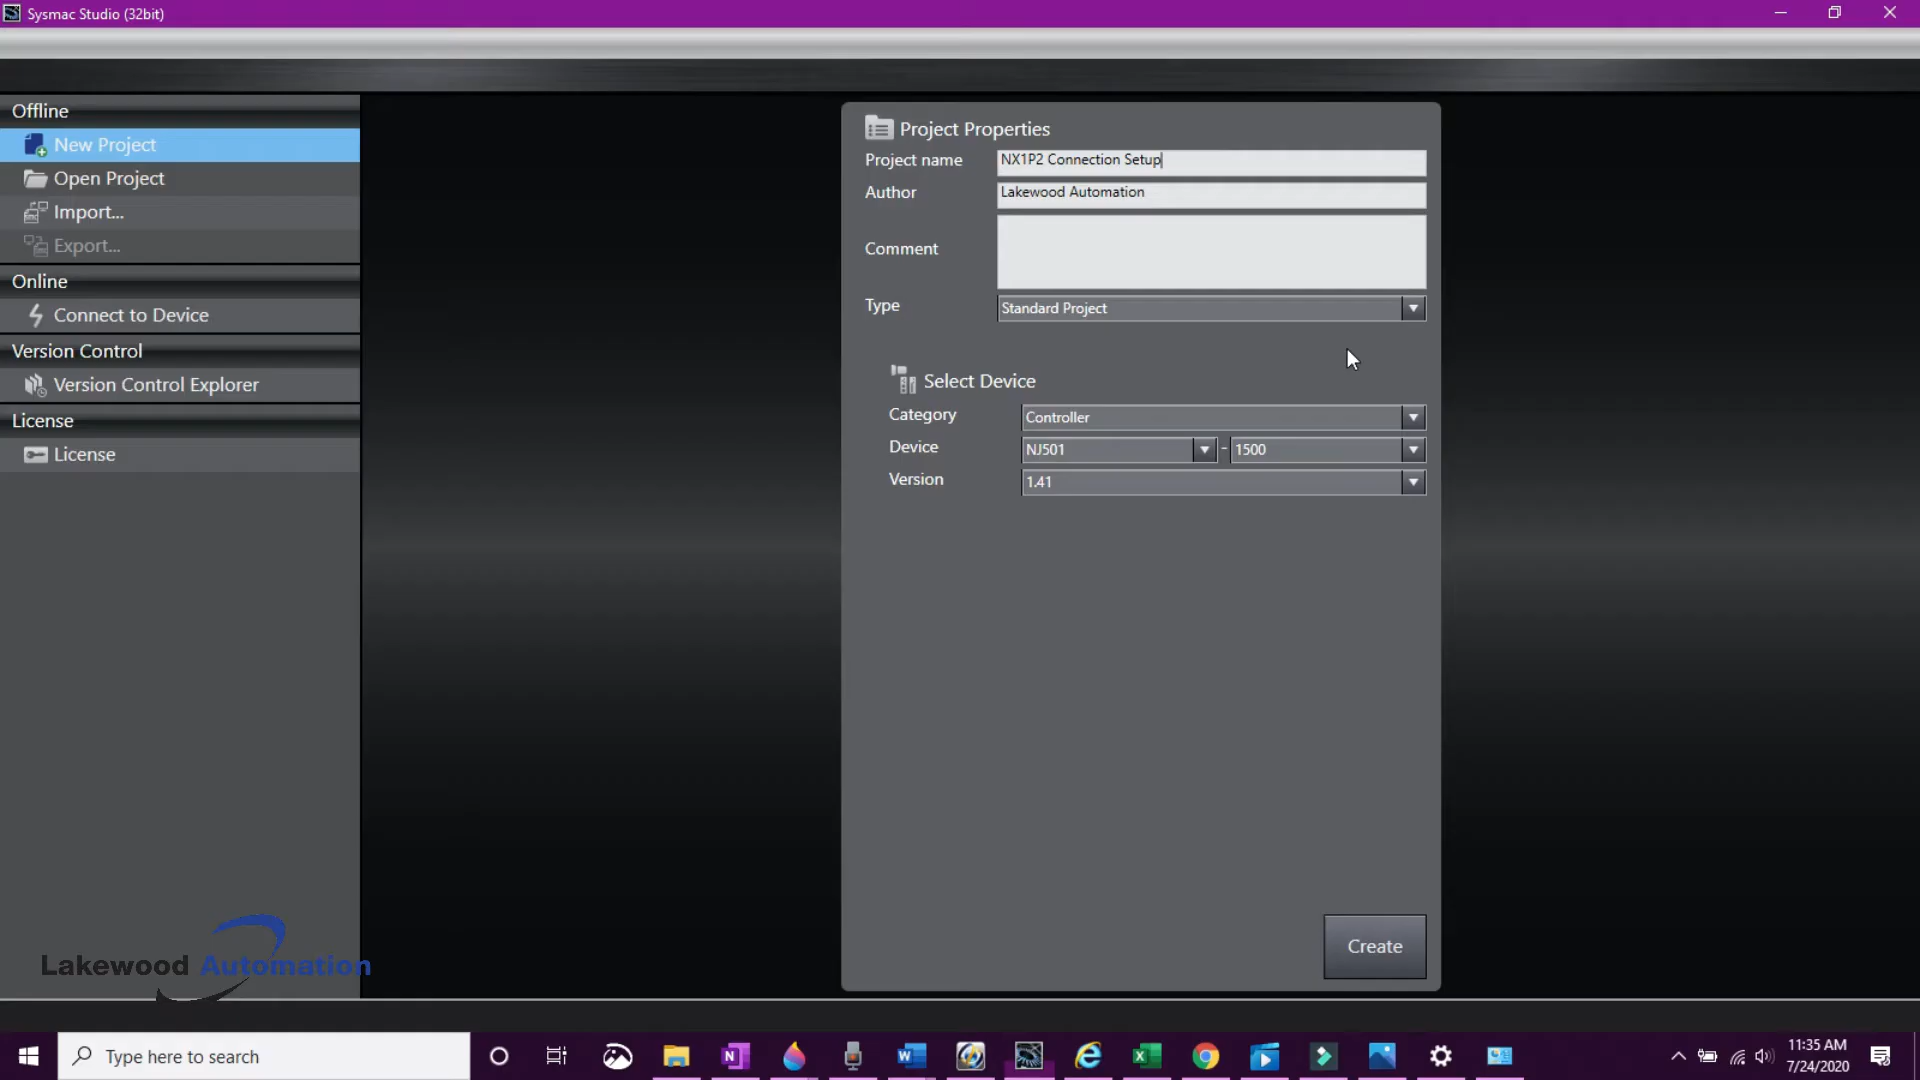 Sysmac Studio (32bit)
Offline
New Project
Open Project
Import...
Export...
Online
Connect to Device
Version Control
Version Control Explorer
License
License
Project Properties
Project name NX1P2 Connection Setup
Author Lakewood Automation
Comment
Type Standard Project
Select Device
Category Controller
Device NJ501 - 1500
Version 1.41
Create
Lakewood Automation
Type here to search
11:35 AM
7/24/2020